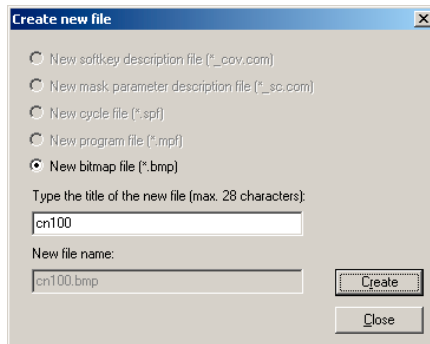 Create new file
New softkey description file (*_cov.com)
New mask parameter description file (*_sc.com)
New cycle file (*.spf)
New program file (*.mpf)
New bitmap file (*.bmp)
Type the title of the new file (max. 28 characters):
cn100
New file name:
cn100.bmp
Create
Close